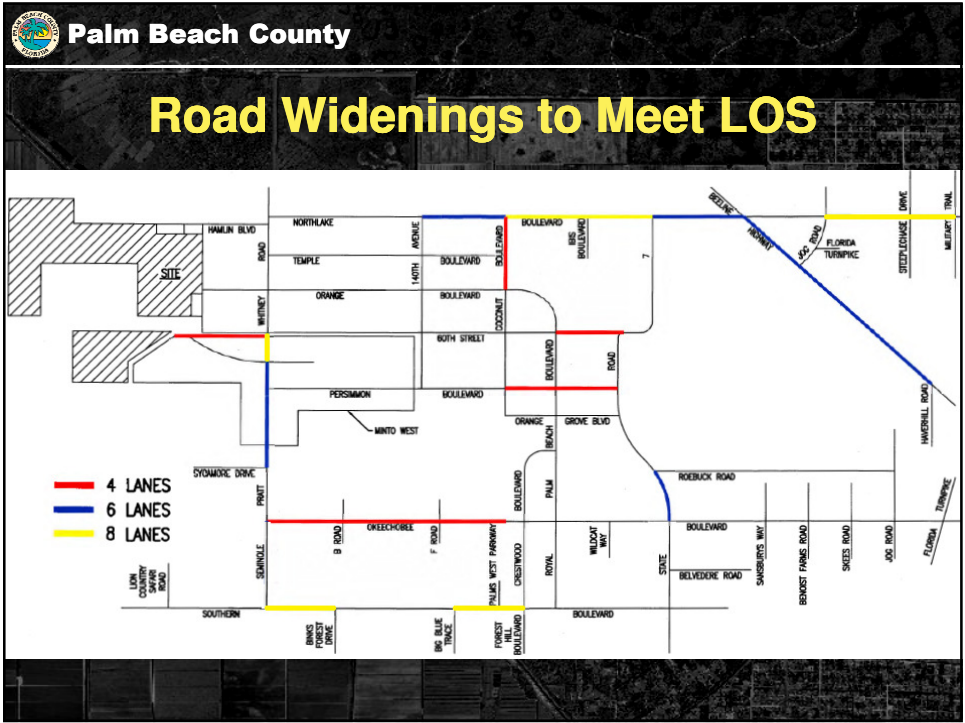 PALM BEACH COUNTY
FLORIDA
Palm Beach County
Road Widenings to Meet LOS
BEELINE
HIGHWAY
DRIVE
STEEPLECHASE
TRAIL
MILITARY
NORTHLAKE
BOULEVARD
HAMLIN BLVD
ROAD
WHITNEY
AVENUE
140TH
BOULEVARD
COCONUT
IBIS
BOULEVARD
7
JOG ROAD
FLORIDA
TURNPIKE
TEMPLE
BOULEVARD
SITE
ORANGE
BOULEVARD
60TH STREET
BOULEVARD
ROAD
PERSIMMON
BOULEVARD
MINTO WEST
ORANGE
GROVE BLVD
BEACH
HAVERHILL ROAD
SYCAMORE DRIVE
PRATT
BOULEVARD
PALM
ROEBUCK ROAD
TURNPIKE
FLORIDA
4 LANES
6 LANES
8 LANES
OKEECHOBEE
BOULEVARD
B ROAD
F ROAD
PALMS WEST PARKWAY
CRESTWOOD
ROYAL
WILDCAT
WAY
STATE
SANSBURYS WAY
BENOIST FARMS ROAD
SKEES ROAD
JOG ROAD
SEMINOLE
BELVEDERE ROAD
LION
COUNTRY
SAFARI
ROAD
SOUTHERN
BOULEVARD
BINKS
FOREST
DRIVE
BIG BLUE
TRACE
FOREST
HILL
BOULEVARD